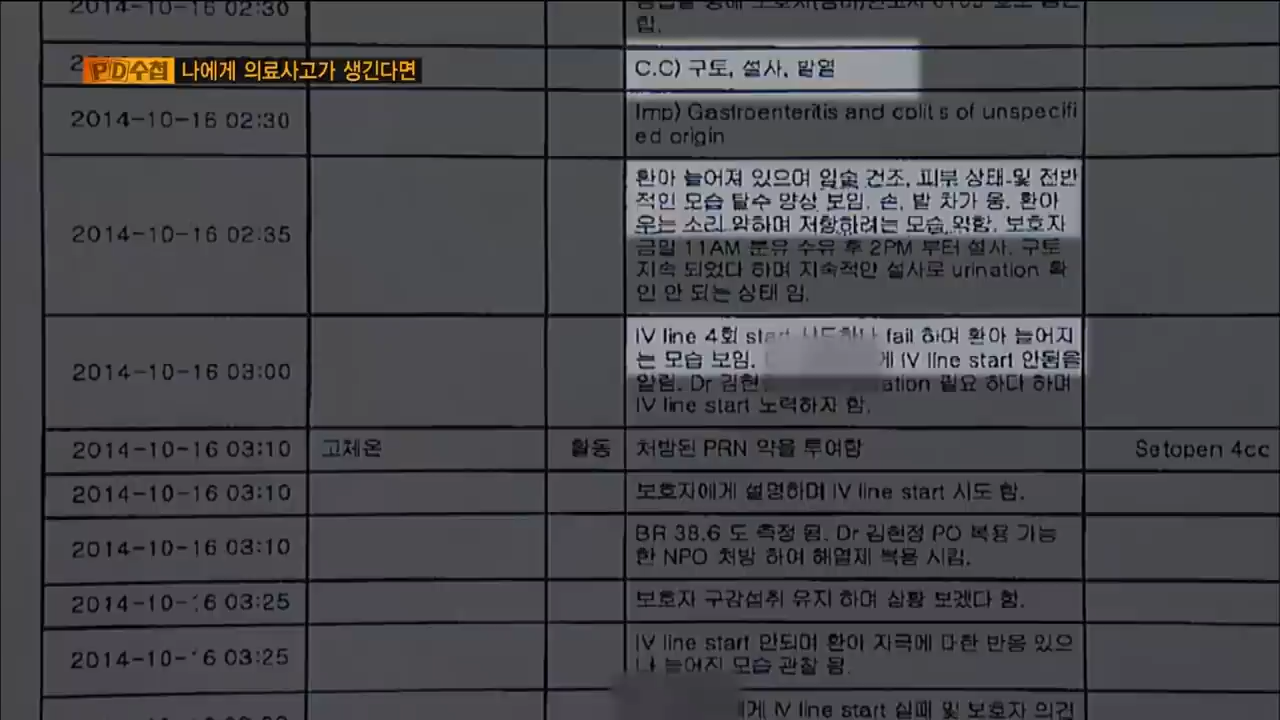 2014-10-16 02:30
함.
PD수첩 나에게 의료사고가 생긴다면
C.C) 구토, 설사, 발열
2014-10-16 02:30
Imp) Gastroenteritis and colitis of unspecifi
ed origin
2014-10-16 02:35
환아 늘어져 있으며 입술 건조, 피부 상태 및 전반
적인 모습 탈수 양상 보임. 손, 발 차가 움. 환아
우는 소리 약하며 저항하려는 모습 약함. 보호자
금일 11AM 분유 수유 후 2PM 부터 설사, 구토
지속 되었다 하며 지속적인 설사로 urination 확
인 안 되는 상태 임.
2014-10-16 03:00
IV line 4회 start 시도하나 fail 하며 환아 늘어지
는 모습 보임. 게 IV line start 안됨을
알림. Dr 김현 ation 필요 하다 하며
IV line start 노력하자 함.
2014-10-16 03:10 고체온 활동 처방된 PRN 약을 투여함 Setopen 4cc
2014-10-16 03:10 보호자에게 설명하며 IV line start 시도 함.
2014-10-16 03:10
BR 38.6 도 측정 됨. Dr 김현정 PO 복용 가능
한 NPO 처방 하여 해열제 복용 시킴.
2014-10-16 03:25 보호자 구강섭취 유지 하며 상황 보겠다 함.
2014-10-16 03:25
IV line start 안되며 환아 자극에 대한 반응 있으
나 늘어진 모습 관찰 됨.
게 IV line start 실패 및 보호자 의견